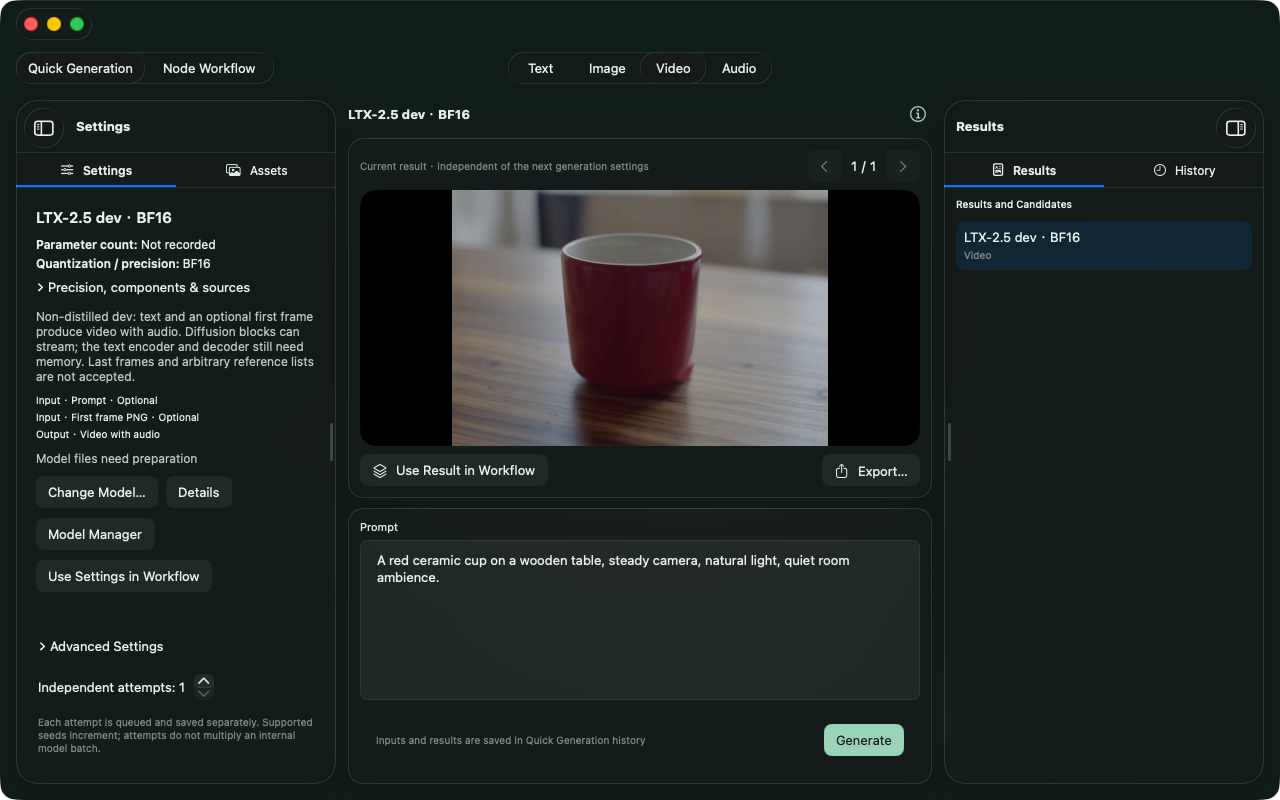 Quick Generation
Node Workflow
Text
Image
Video
Audio
Settings
Settings
Assets
LTX-2.5 dev · BF16
Parameter count: Not recorded
Quantization / precision: BF16
Precision, components & sources
Non-distilled dev: text and an optional first frame
produce video with audio. Diffusion blocks can
stream; the text encoder and decoder still need
memory. Last frames and arbitrary reference lists
are not accepted.
Input · Prompt · Optional
Input · First frame PNG · Optional
Output · Video with audio
Model files need preparation
Change Model...
Details
Model Manager
Use Settings in Workflow
Advanced Settings
Independent attempts: 1
Each attempt is queued and saved separately. Supported
seeds increment; attempts do not multiply an internal
model batch.
LTX-2.5 dev · BF16
Current result · independent of the next generation settings
1 / 1
Use Result in Workflow
Export...
Prompt
A red ceramic cup on a wooden table, steady camera, natural light, quiet room
ambience.
Inputs and results are saved in Quick Generation history
Generate
Results
Results
History
Results and Candidates
LTX-2.5 dev · BF16
Video